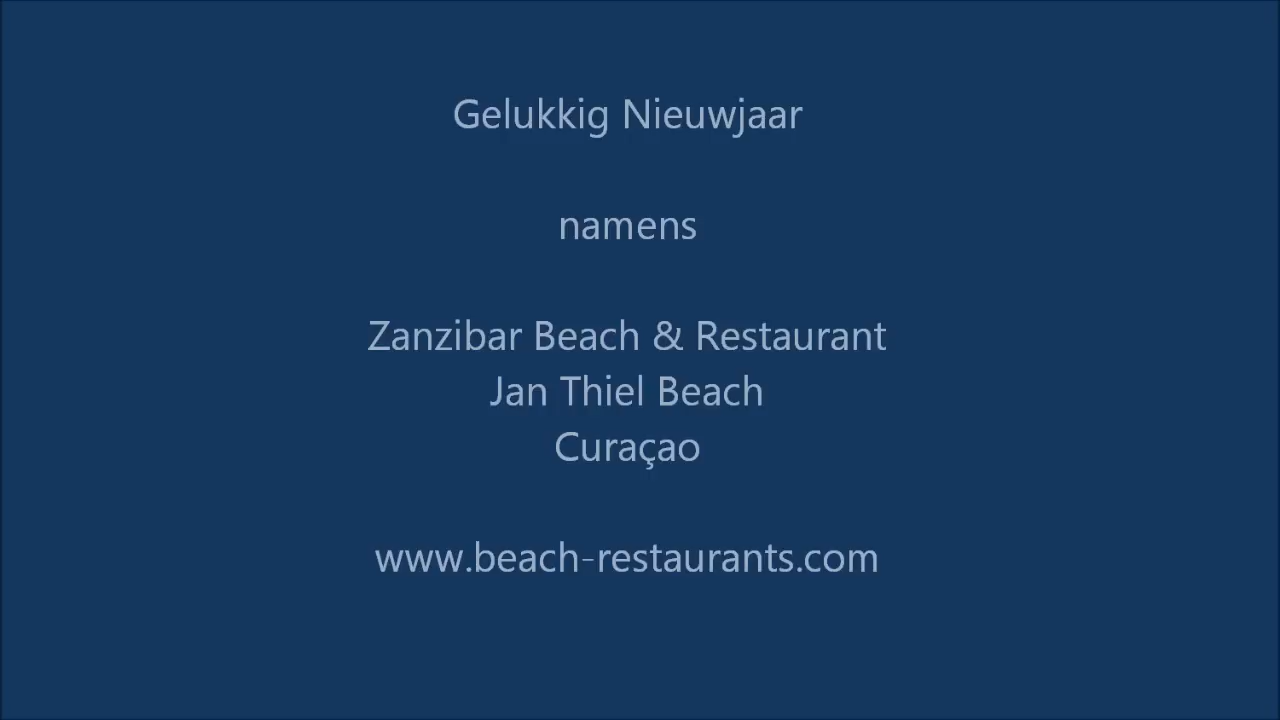 Gelukkig Nieuwjaar
namens
Zanzibar Beach & Restaurant
Jan Thiel Beach
Curaçao
www.beach-restaurants.com